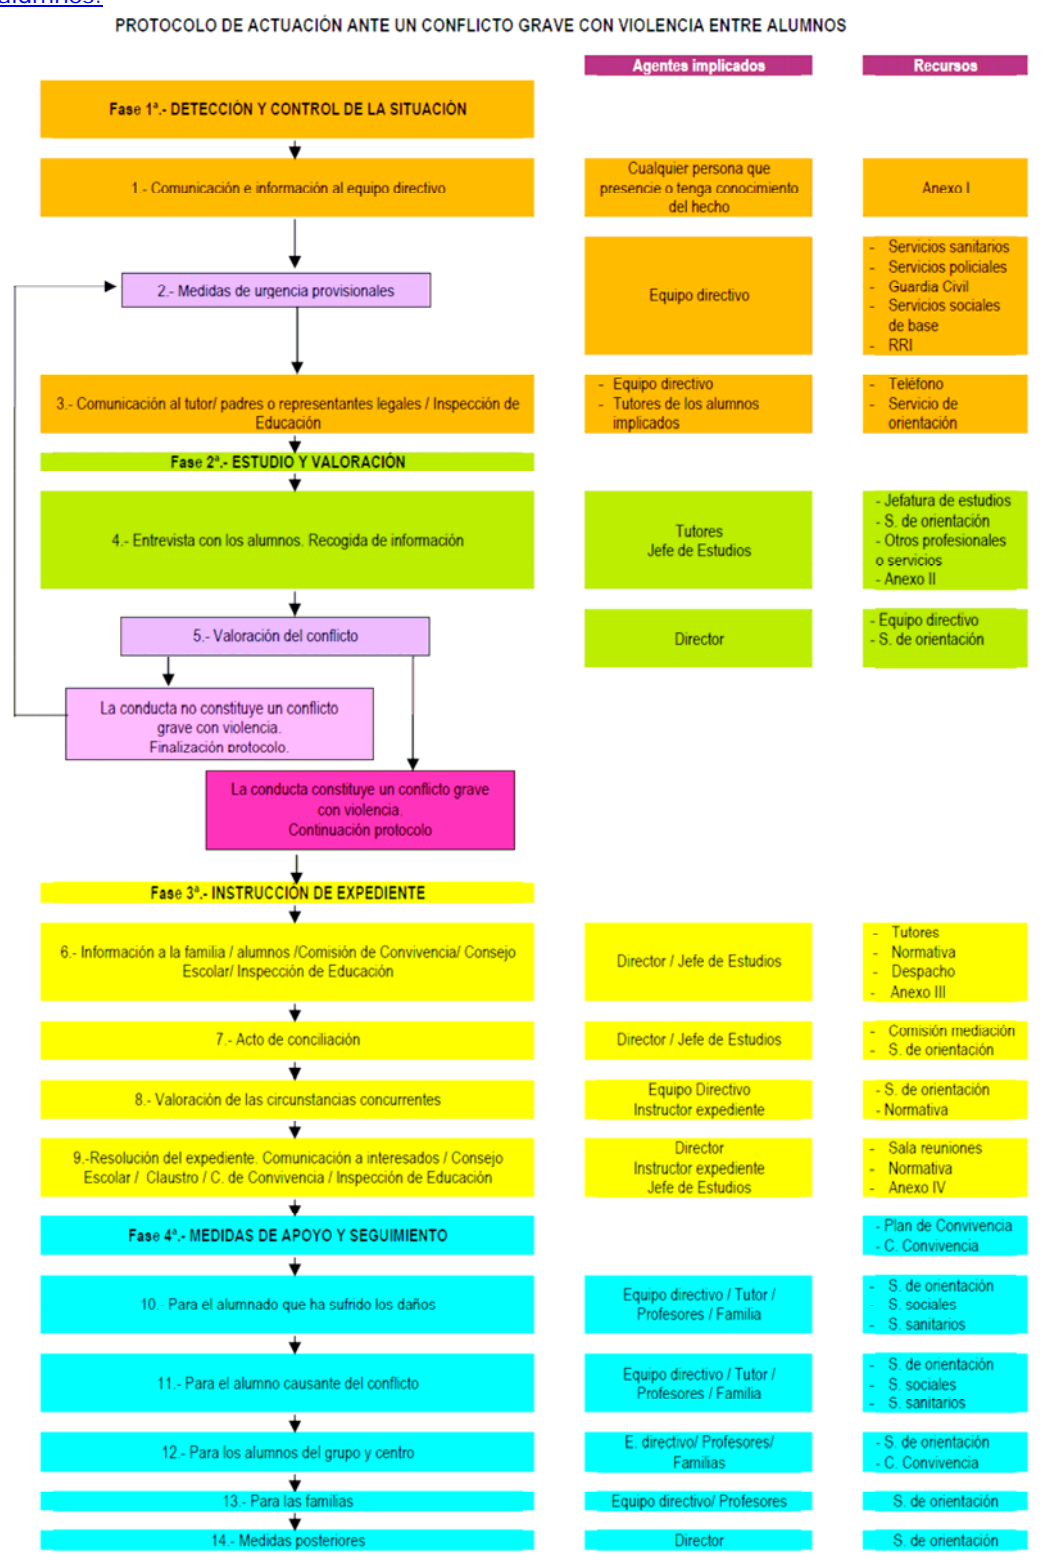 alumnos.
PROTOCOLO DE ACTUACIÓN ANTE UN CONFLICTO GRAVE CON VIOLENCIA ENTRE ALUMNOS
Agentes implicados
Recursos
Fase 1ª.- DETECCIÓN Y CONTROL DE LA SITUACIÓN
1.- Comunicación e información al equipo directivo
Cualquier persona que
presencie o tenga conocimiento
del hecho
Anexo I
2.- Medidas de urgencia provisionales
Equipo directivo
- Servicios sanitarios
- Servicios policiales
- Guardia Civil
- Servicios sociales
de base
- RRI
3.- Comunicación al tutor/ padres o representantes legales / Inspección de
Educación
- Equipo directivo
- Tutores de los alumnos
implicados
- Teléfono
- Servicio de
orientación
Fase 2ª.- ESTUDIO Y VALORACIÓN
4.- Entrevista con los alumnos. Recogida de información
Tutores
Jefe de Estudios
- Jefatura de estudios
- S. de orientación
- Otros profesionales
o servicios
- Anexo II
5.- Valoración del conflicto
Director
- Equipo directivo
- S. de orientación
La conducta no constituye un conflicto
grave con violencia.
Finalización protocolo.
La conducta constituye un conflicto grave
con violencia.
Continuación protocolo
Fase 3ª.- INSTRUCCIÓN DE EXPEDIENTE
6.- Información a la familia / alumnos /Comisión de Convivencia/ Consejo
Escolar/ Inspección de Educación
Director / Jefe de Estudios
- Tutores
- Normativa
- Despacho
- Anexo III
7.- Acto de conciliación
Director / Jefe de Estudios
- Comisión mediación
- S. de orientación
8.- Valoración de las circunstancias concurrentes
Equipo Directivo
Instructor expediente
- S. de orientación
- Normativa
9.-Resolución del expediente. Comunicación a interesados / Consejo
Escolar / Claustro / C. de Convivencia / Inspección de Educación
Director
Instructor expediente
Jefe de Estudios
- Sala reuniones
- Normativa
- Anexo IV
Fase 4ª.- MEDIDAS DE APOYO Y SEGUIMIENTO
- Plan de Convivencia
- C. Convivencia
10.- Para el alumnado que ha sufrido los daños
Equipo directivo / Tutor /
Profesores / Familia
- S. de orientación
- S. sociales
- S. sanitarios
11.- Para el alumno causante del conflicto
Equipo directivo / Tutor /
Profesores / Familia
- S. de orientación
- S. sociales
- S. sanitarios
12.- Para los alumnos del grupo y centro
E. directivo/ Profesores/
Familias
- S. de orientación
- C. Convivencia
13.- Para las familias
Equipo directivo/ Profesores
S. de orientación
14.- Medidas posteriores
Director
S. de orientación